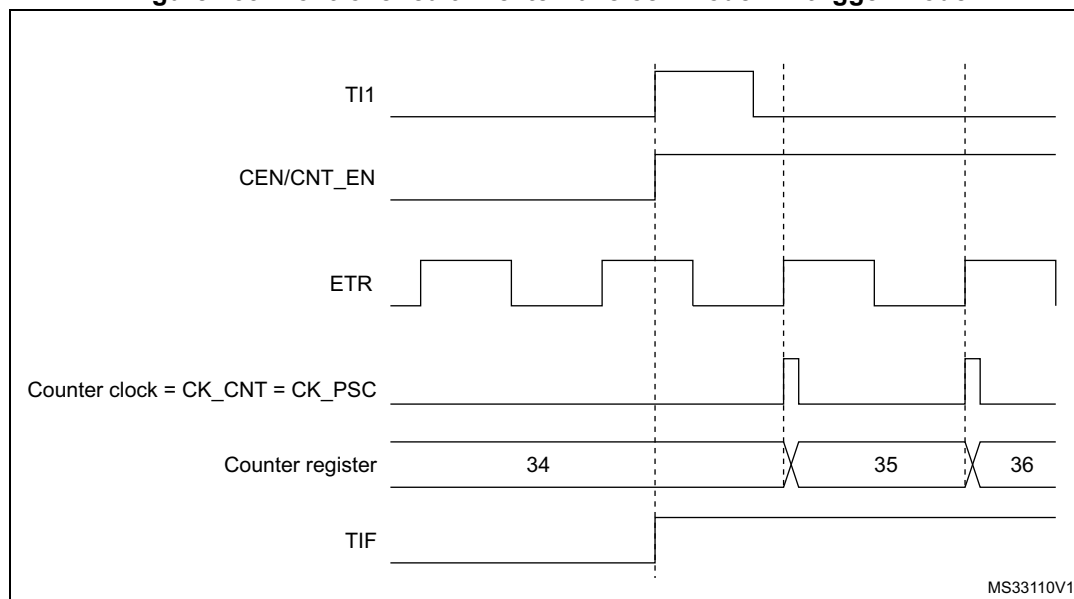 TI1
CEN/CNT_EN
ETR
Counter clock = CK_CNT = CK_PSC
Counter register 34 35 36
TIF
MS33110V1